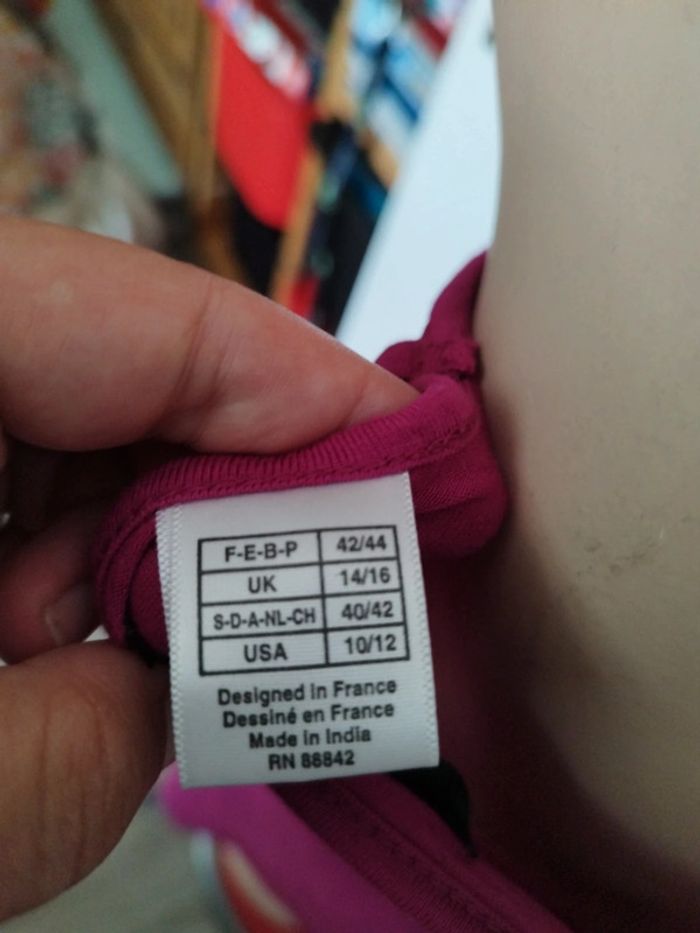 F-E-B-P 42/44
UK 14/16
S-D-A-NL-CH 40/42
USA 10/12
Designed in France
Dessiné en France
Made in India
RN 88842